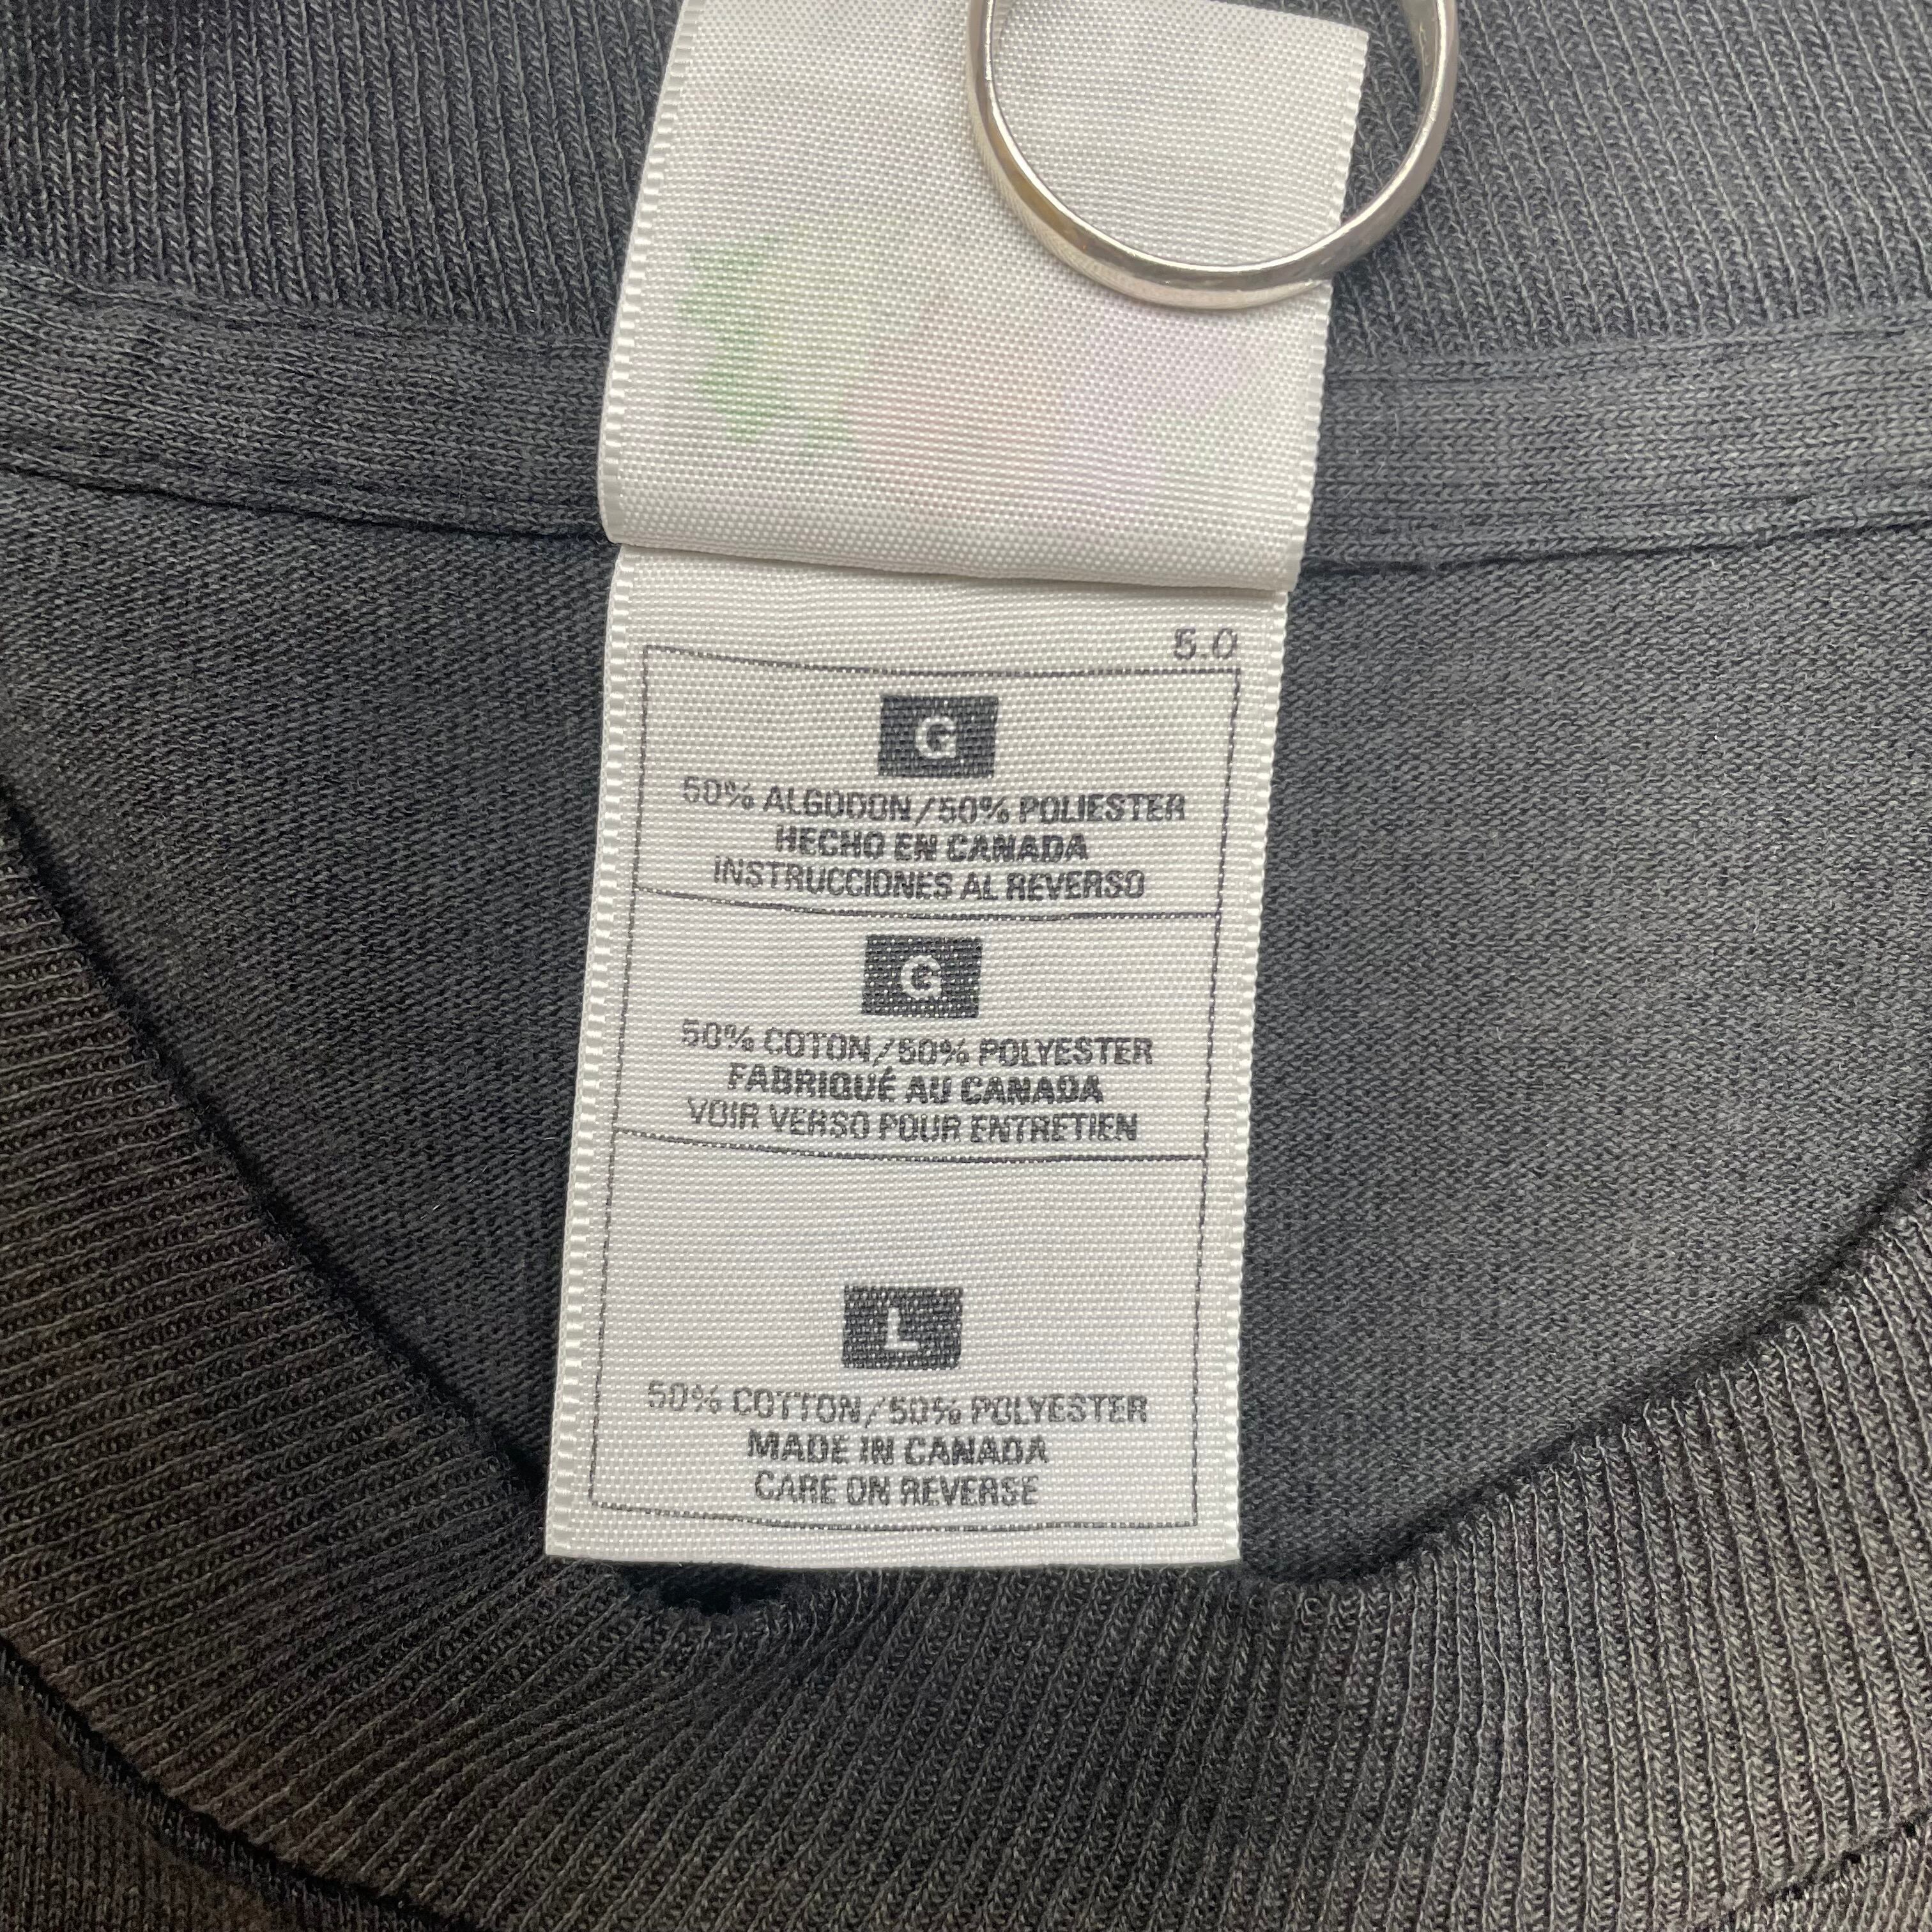 5.0
G
50% ALGODON/50% POLIESTER
HECHO EN CANADA
INSTRUCCIONES AL REVERSO
G
50% COTON/50% POLYESTER
FABRIQUÉ AU CANADA
VOIR VERSO POUR ENTRETIEN
L
50% COTTON/50% POLYESTER
MADE IN CANADA
CARE ON REVERSE